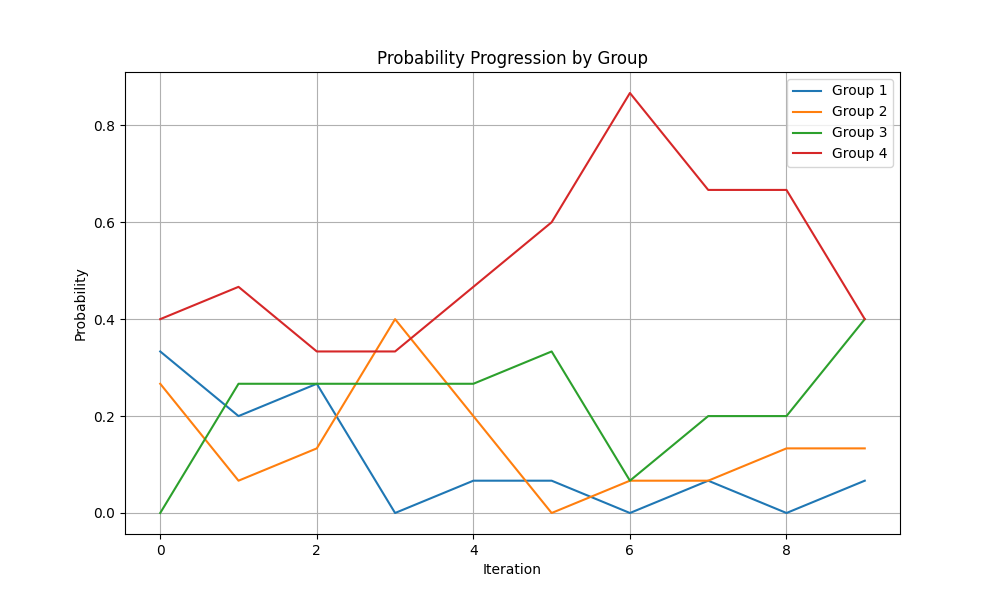 Probability Progression by Group
Group 1
Group 2
Group 3
Group 4
0.8
0.6
0.4
0.2
0.0
Probability
0 2 4 6 8
Iteration